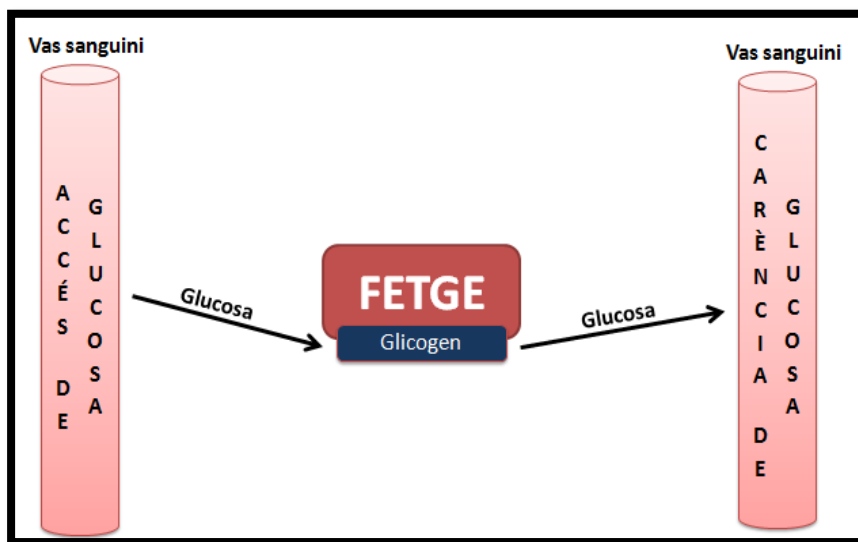 Vas sanguini
Vas sanguini
ACCÉS DE
GLUCOSA
Glucosa
FETGE
Glicogen
Glucosa
CARÈNCIA DE
GLUCOSA